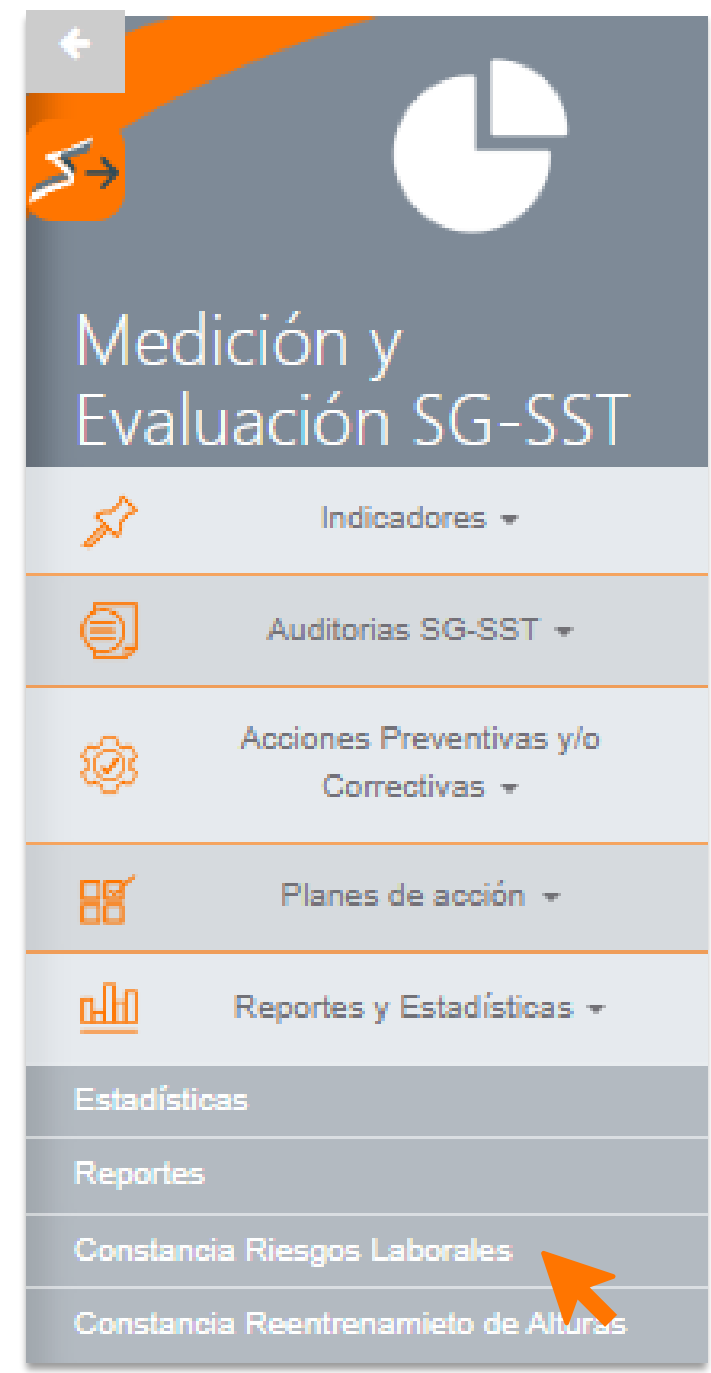 Medición y
Evaluación SG-SST
Indicadores
Auditorias SG-SST
Acciones Preventivas y/o
Correctivas
Planes de acción
Reportes y Estadísticas
Estadísticas
Reportes
Constancia Riesgos Laborales
Constancia Reentrenamieto de Alturas